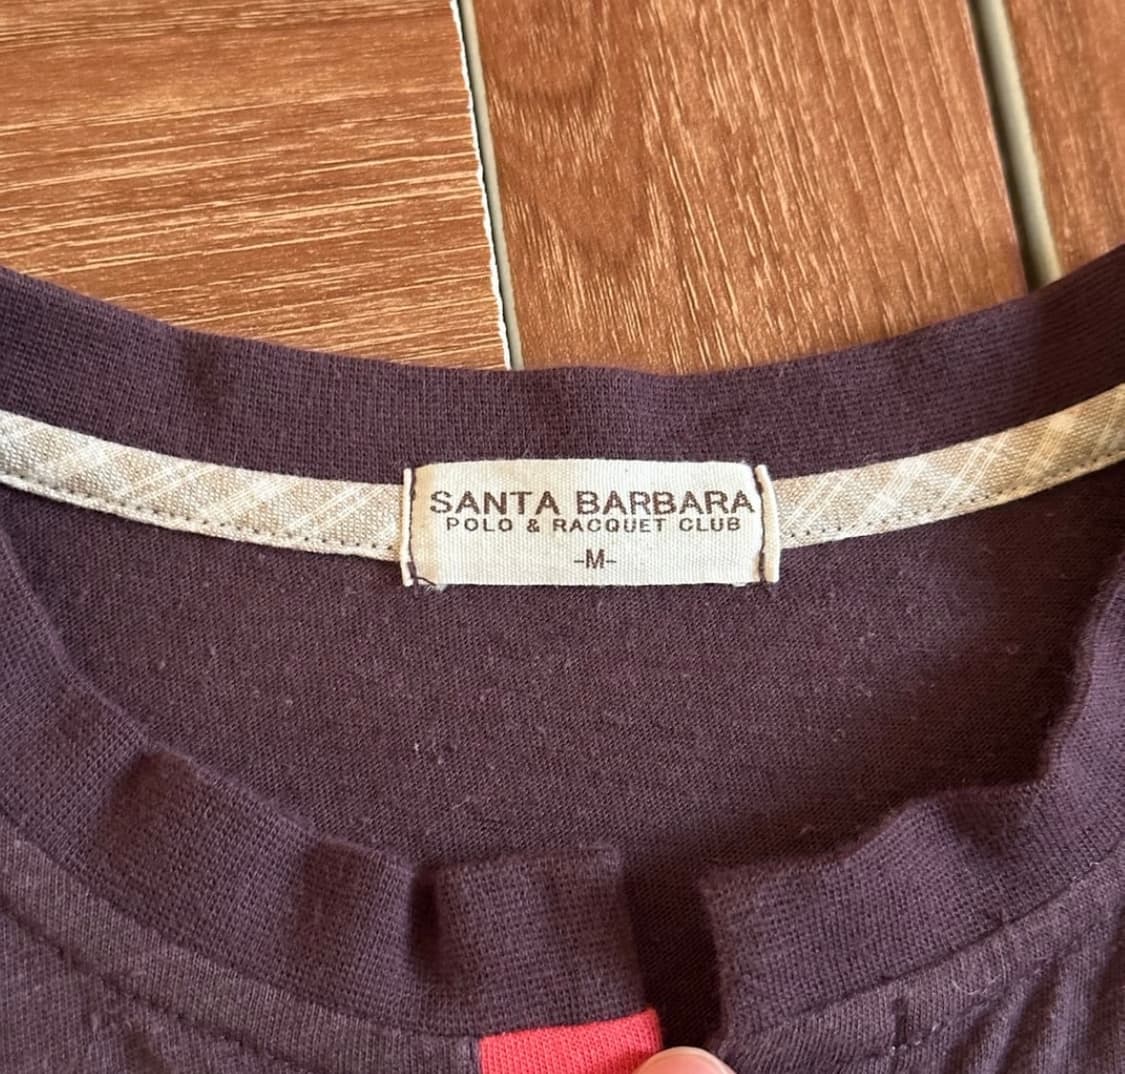 SANTA BARBARA
POLO & RACQUET CLUB
-M-